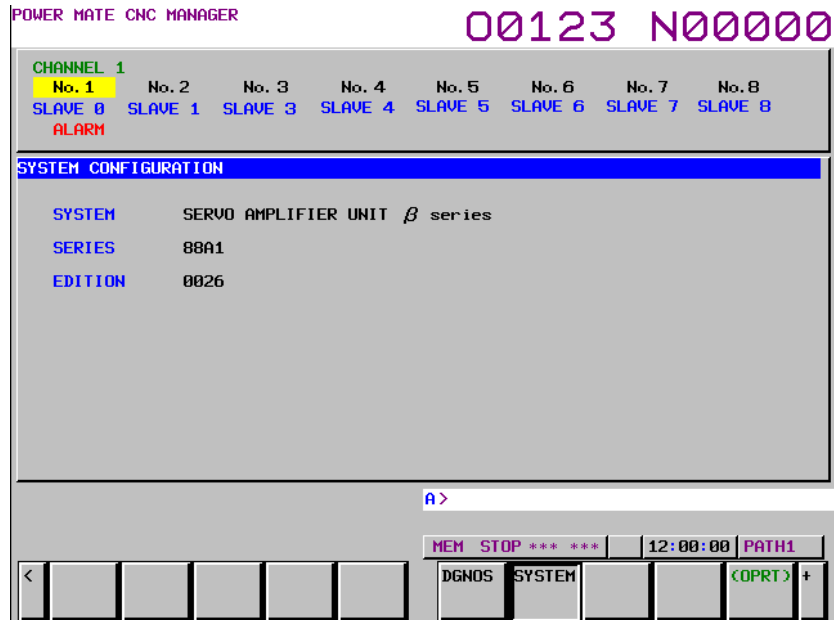 POWER MATE CNC MANAGER O0123 N00000
CHANNEL 1
No.1 No.2 No.3 No.4 No.5 No.6 No.7 No.8
SLAVE 0 SLAVE 1 SLAVE 3 SLAVE 4 SLAVE 5 SLAVE 6 SLAVE 7 SLAVE 8
ALARM
SYSTEM CONFIGURATION
SYSTEM SERVO AMPLIFIER UNIT β series
SERIES 88A1
EDITION 0026
A>
MEM STOP *** *** 12:00:00 PATH1
< DGNOS SYSTEM (OPRT) +